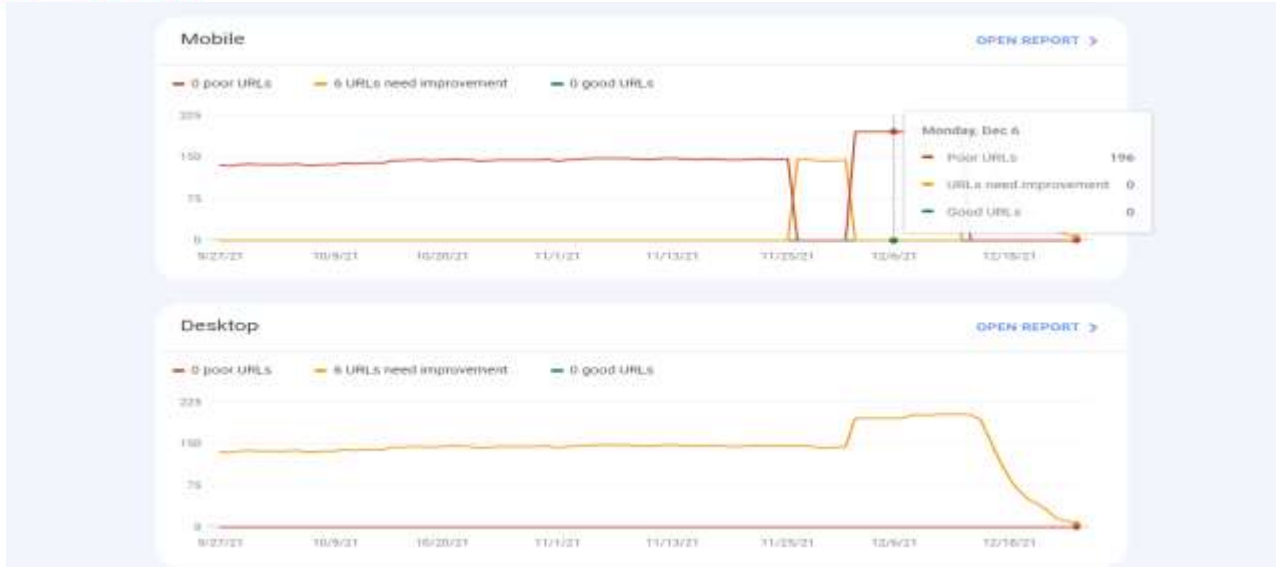 Mobile
OPEN REPORT
0 poor URLs 6 URLs need improvement 0 good URLs
225
150
75
0
Monday, Dec 6
Poor URLs 196
URLs need improvement 0
Good URLs 0
9/27/21 10/9/21 10/20/21 11/1/21 11/13/21 11/25/21 12/6/21 12/18/21
Desktop
OPEN REPORT
0 poor URLs 6 URLs need improvement 0 good URLs
225
150
75
0
9/27/21 10/9/21 10/20/21 11/1/21 11/13/21 11/25/21 12/6/21 12/18/21